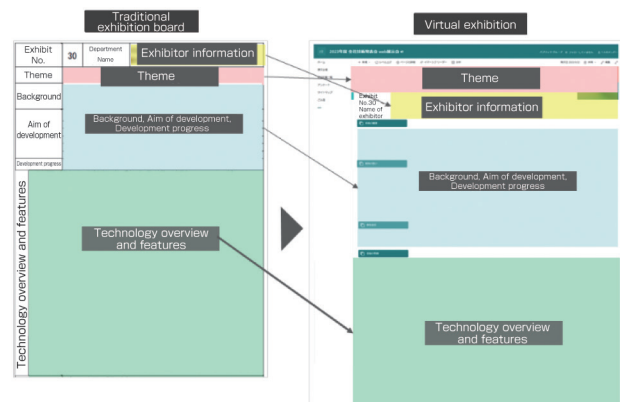 Traditional
exhibition board
Virtual exhibition
Exhibit
No.
30
Department
Name
Exhibitor information
Theme
Theme
Background
Aim of
development
Background, Aim of development,
Development progress
Development progress
Technology overview and features
Technology overview
and features
Theme
Exhibit
No.30
Name of
exhibitor
Exhibitor information
Background, Aim of development,
Development progress
Technology overview
and features